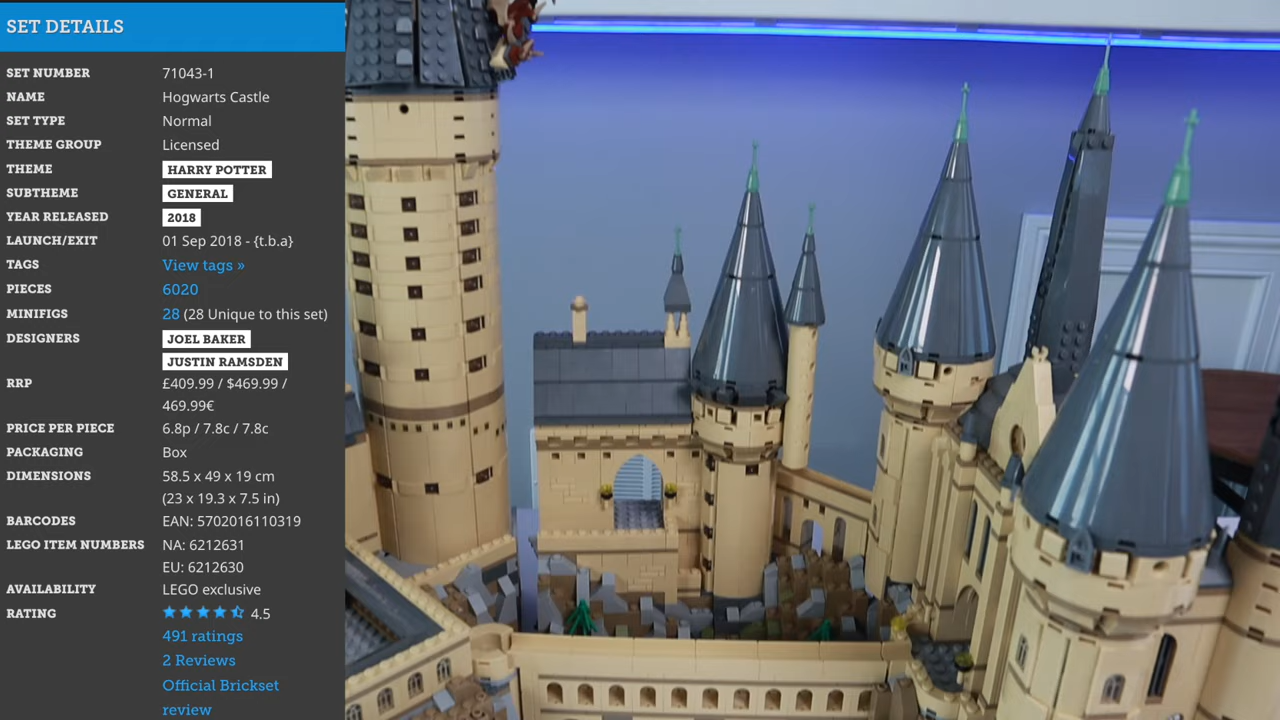 SET DETAILS
SET NUMBER 71043-1
NAME Hogwarts Castle
SET TYPE Normal
THEME GROUP Licensed
THEME HARRY POTTER
SUBTHEME GENERAL
YEAR RELEASED 2018
LAUNCH/EXIT 01 Sep 2018 - {t.b.a}
TAGS View tags »
PIECES 6020
MINIFIGS 28 (28 Unique to this set)
DESIGNERS JOEL BAKER
JUSTIN RAMSDEN
RRP £409.99 / $469.99 /
469.99€
PRICE PER PIECE 6.8p / 7.8c / 7.8c
PACKAGING Box
DIMENSIONS 58.5 x 49 x 19 cm
(23 x 19.3 x 7.5 in)
BARCODES EAN: 5702016110319
LEGO ITEM NUMBERS NA: 6212631
EU: 6212630
AVAILABILITY LEGO exclusive
RATING 4.5
491 ratings
2 Reviews
Official Brickset
review